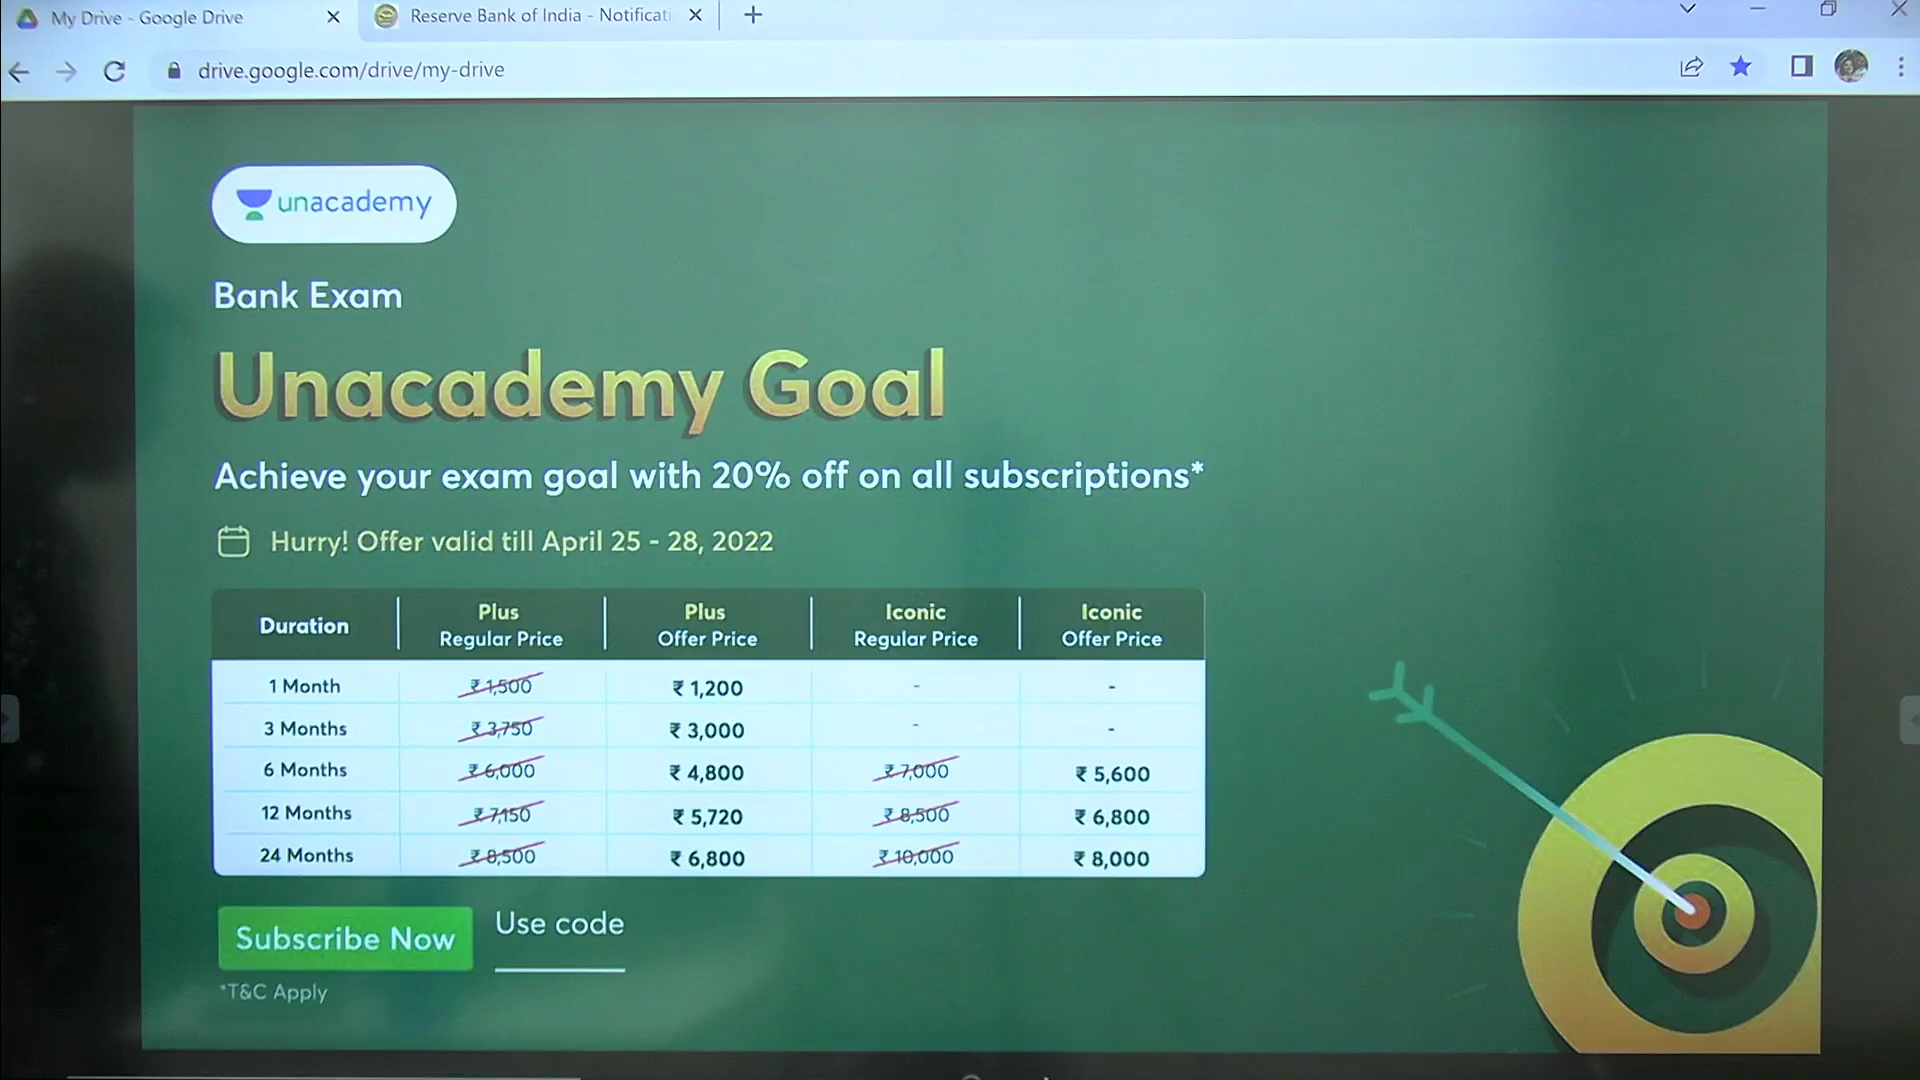 My Drive - Google Drive
Reserve Bank of India - Notificati
drive.google.com/drive/my-drive
unacademy
Bank Exam
Unacademy Goal
Achieve your exam goal with 20% off on all subscriptions*
Hurry! Offer valid till April 25 - 28, 2022
Duration Plus Regular Price Plus Offer Price Iconic Regular Price Iconic Offer Price
1 Month ₹ 1,500 ₹ 1,200 - -
3 Months ₹ 3,750 ₹ 3,000 - -
6 Months ₹ 6,000 ₹ 4,800 ₹ 7,000 ₹ 5,600
12 Months ₹ 7,150 ₹ 5,720 ₹ 8,500 ₹ 6,800
24 Months ₹ 8,500 ₹ 6,800 ₹ 10,000 ₹ 8,000
Subscribe Now
Use code
*T&C Apply